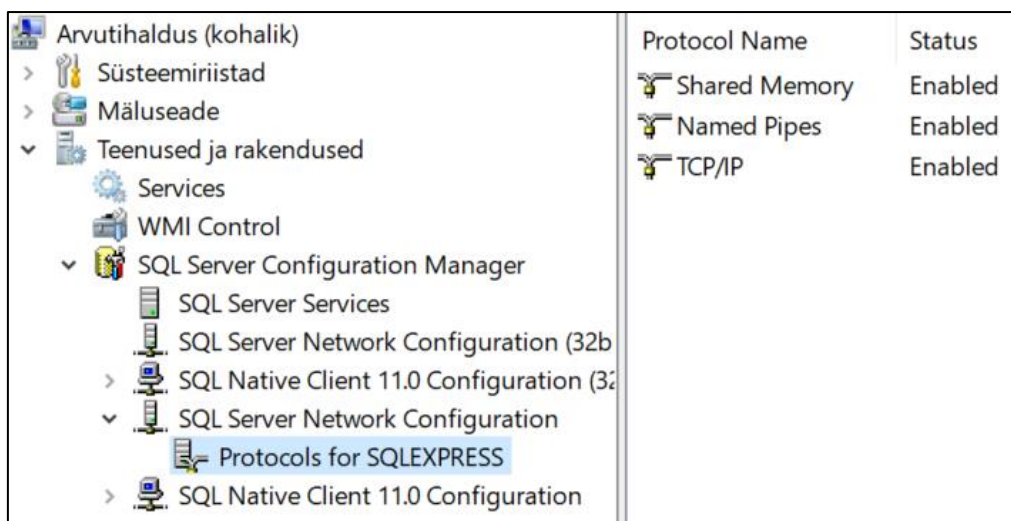 Arvutihaldus (kohalik)
Süsteemiriistad
Mäluseade
Teenused ja rakendused
Services
WMI Control
SQL Server Configuration Manager
SQL Server Services
SQL Server Network Configuration (32b
SQL Native Client 11.0 Configuration (32
SQL Server Network Configuration
Protocols for SQLEXPRESS
SQL Native Client 11.0 Configuration
Protocol Name Status
Shared Memory Enabled
Named Pipes Enabled
TCP/IP Enabled